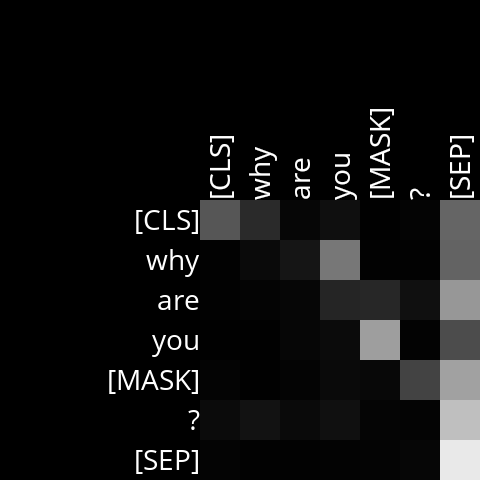 [CLS] why are you [MASK] ? [SEP]
[CLS]
why
are
you
[MASK]
?
[SEP]